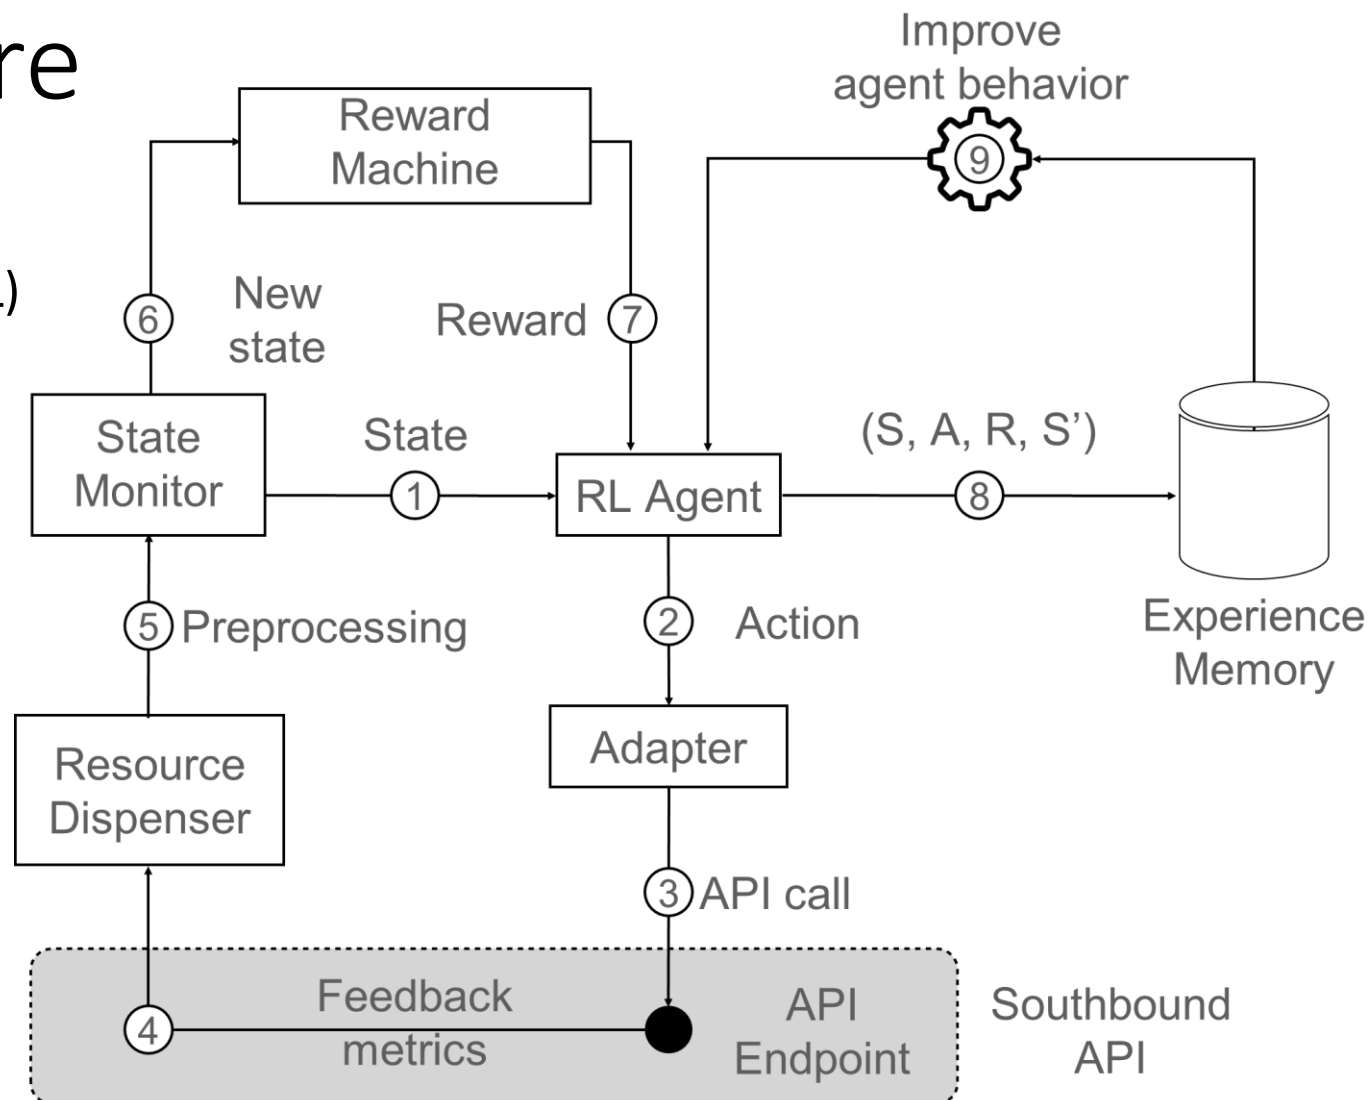 re
Improve
agent behavior
Reward
Machine
9
6
New
state
Reward
7
State
Monitor
State
1
RL Agent
(S, A, R, S’)
8
5
Preprocessing
2
Action
Experience
Memory
Resource
Dispenser
Adapter
3
API call
4
Feedback
metrics
API
Endpoint
Southbound
API